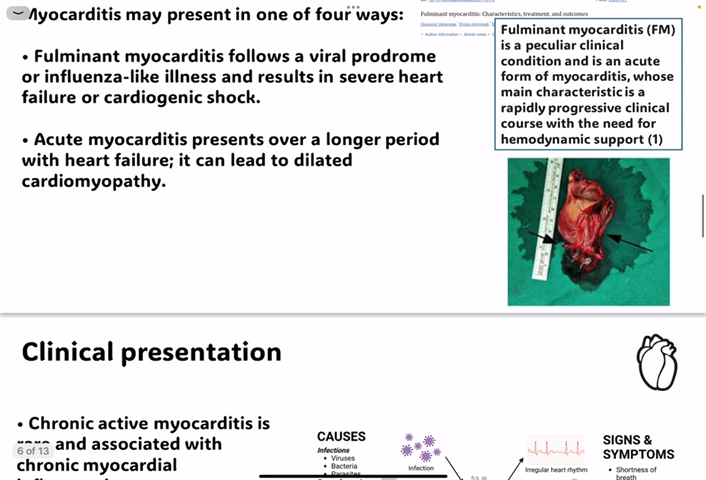 Myocarditis may present in one of four ways:
• Fulminant myocarditis follows a viral prodrome
or influenza-like illness and results in severe heart
failure or cardiogenic shock.
• Acute myocarditis presents over a longer period
with heart failure; it can lead to dilated
cardiomyopathy.
Fulminant myocarditis: Characteristics, treatment, and outcomes
Fulminant myocarditis (FM)
is a peculiar clinical
condition and is an acute
form of myocarditis, whose
main characteristic is a
rapidly progressive clinical
course with the need for
hemodynamic support (1)
Clinical presentation
• Chronic active myocarditis is
rare and associated with
chronic myocardial
6 of 13
CAUSES
Infections
• Viruses
• Bacteria
• Parasites
Infection
Irregular heart rhythm
SIGNS &
SYMPTOMS
• Shortness of
breath